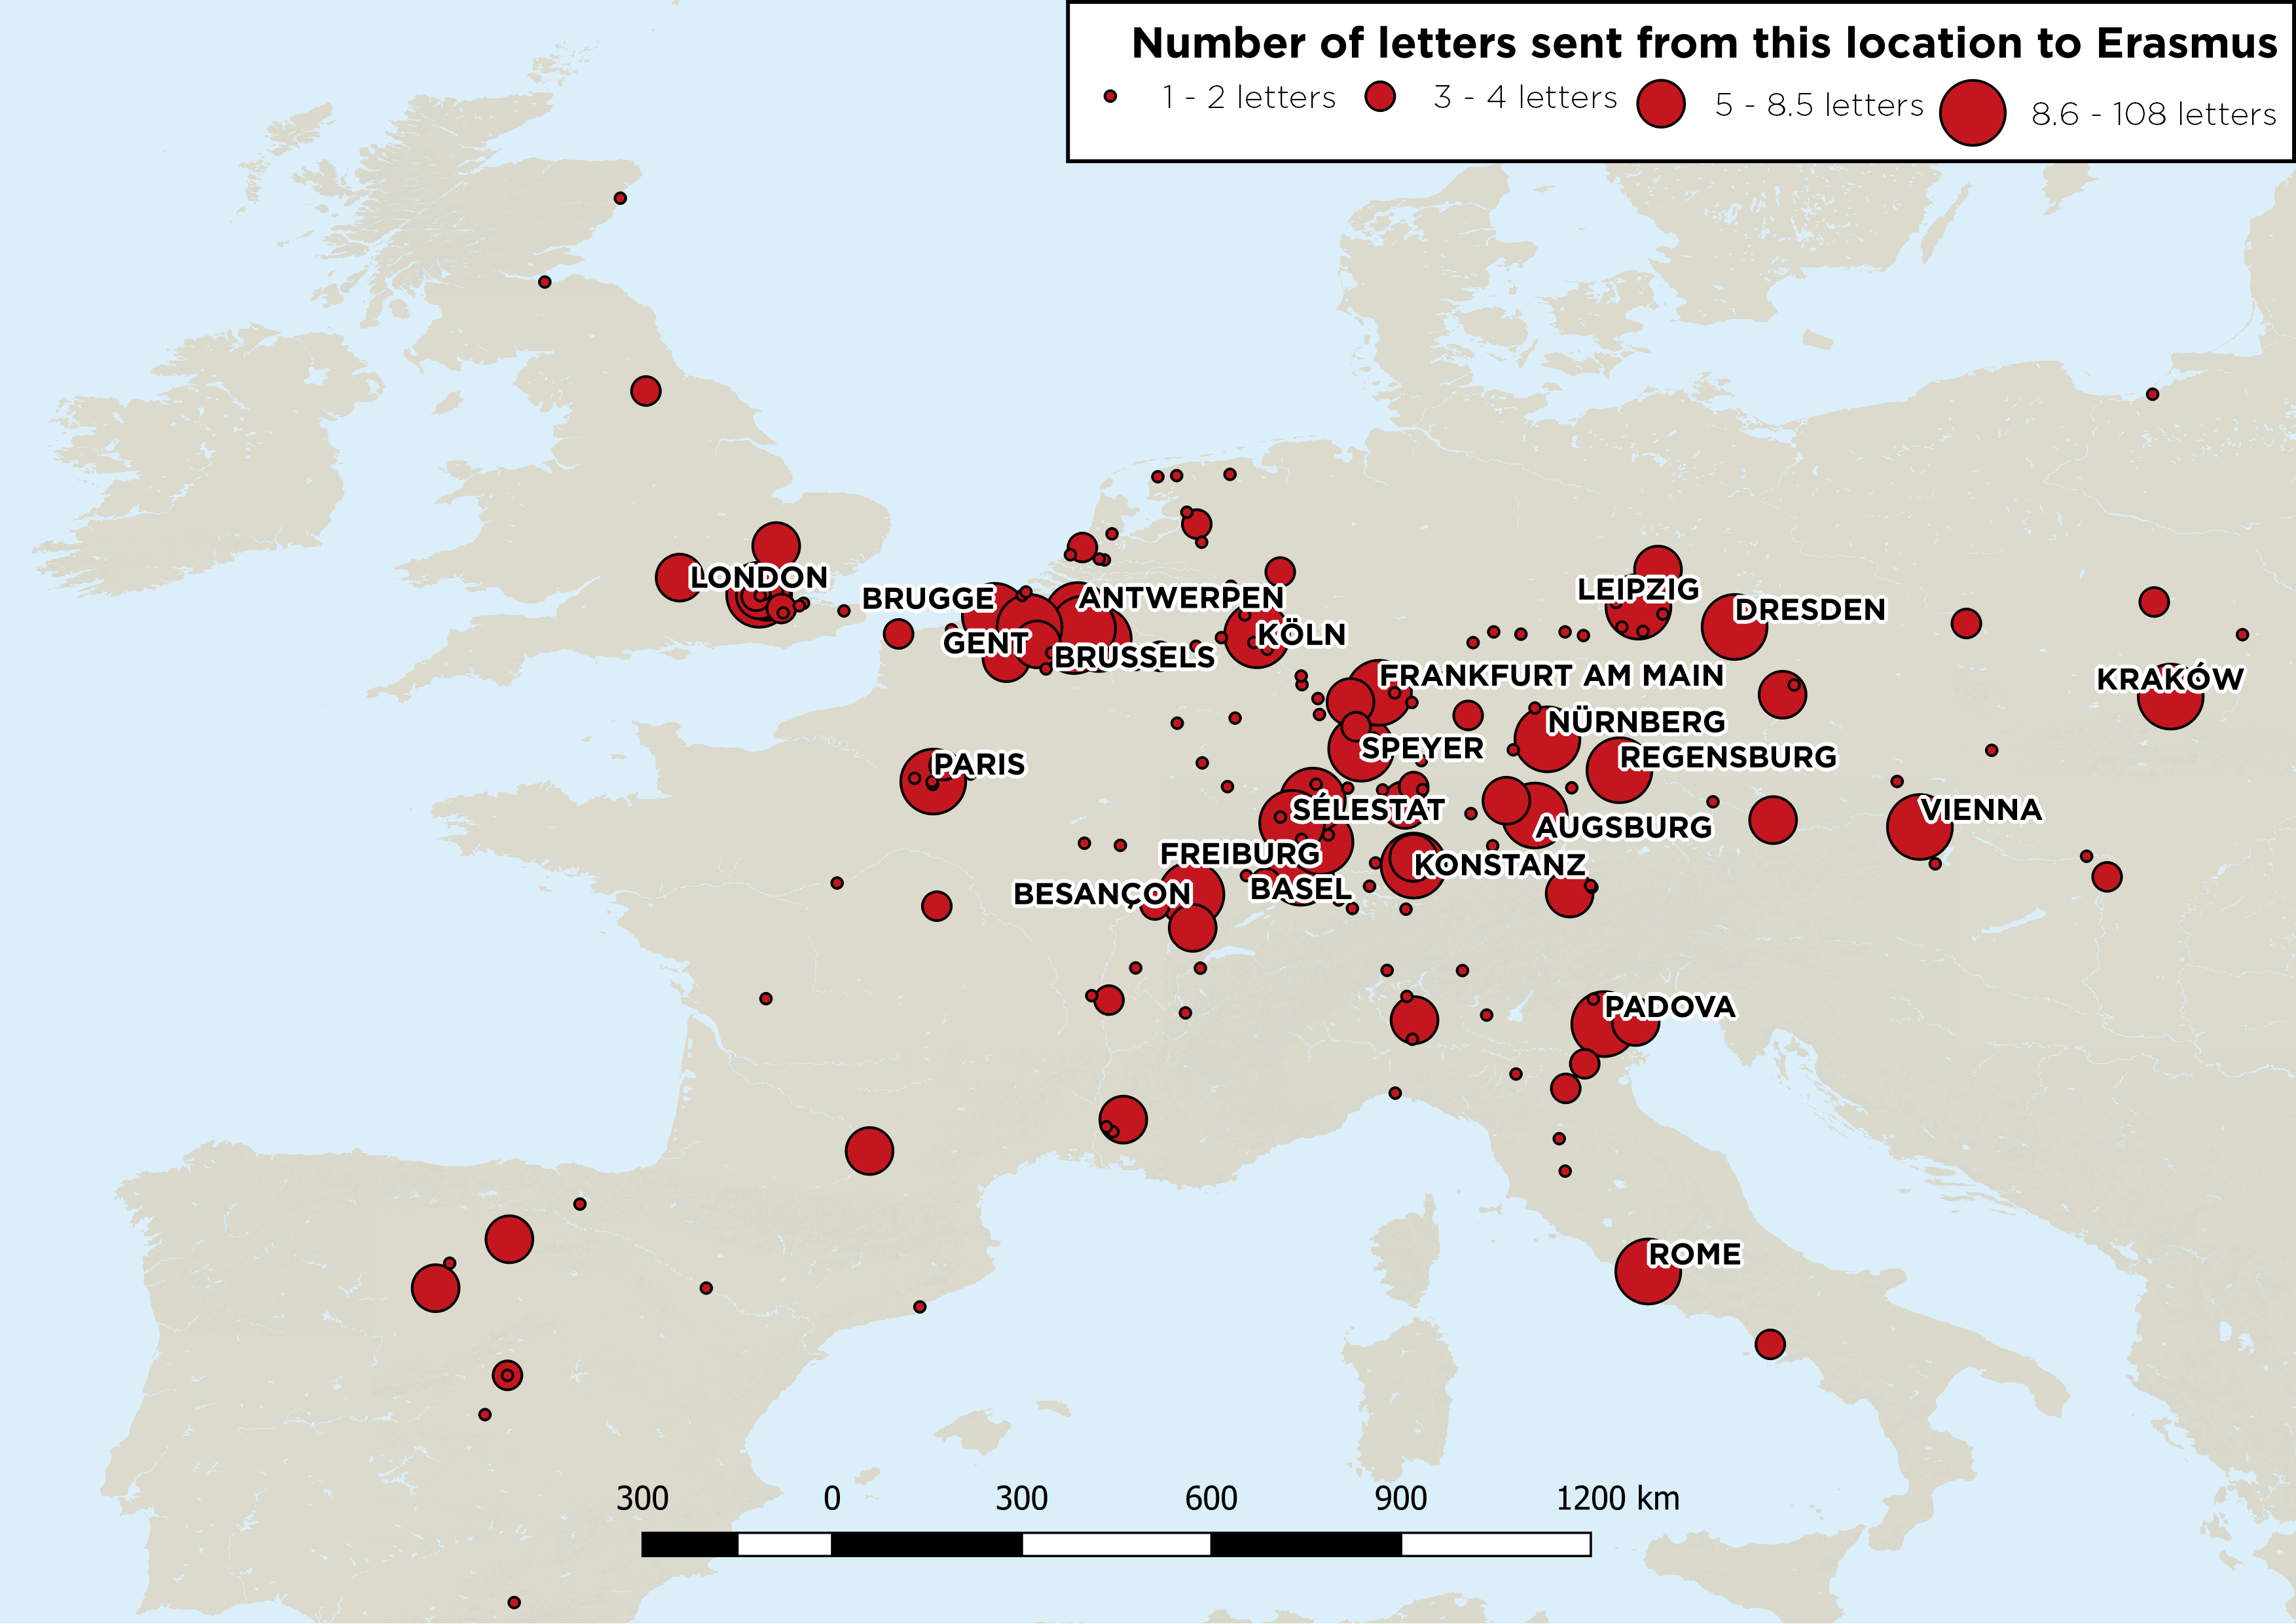 Number of letters sent from this location to Erasmus
1 - 2 letters 3 - 4 letters 5 - 8.5 letters 8.6 - 108 letters
LONDON
BRUGGE
ANTWERPEN
LEIPZIG
DRESDEN
GENT
KÖLN
BRUSSELS
FRANKFURT AM MAIN
KRAKÓW
NÜRNBERG
SPEYER
REGENSBURG
PARIS
SÉLESTAT
VIENNA
AUGSBURG
FREIBURG
KONSTANZ
BESANÇON
BASEL
PADOVA
ROME
300 0 300 600 900 1200 km